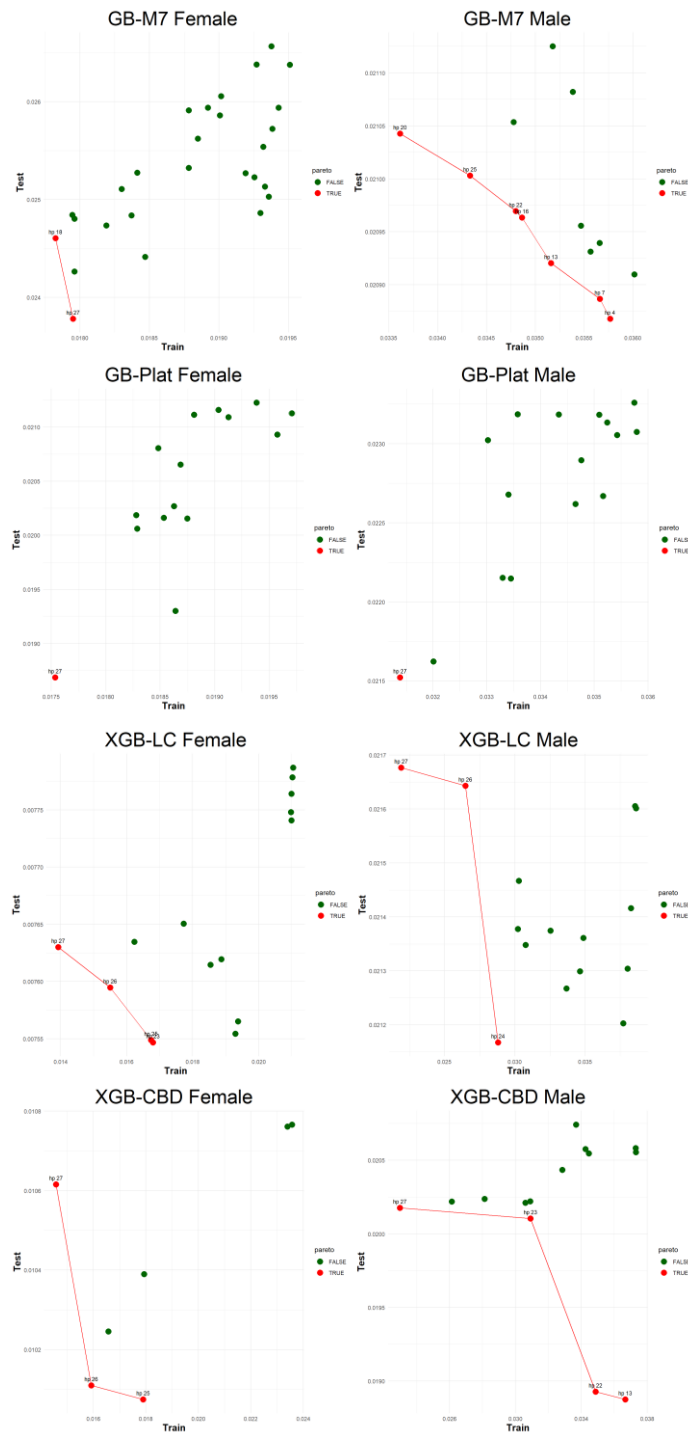 GB-M7 Female
0.026
0.025
0.024
Test
hp 18
hp 27
0.0180
0.0185
0.0190
0.0195
Train
pareto
FALSE
TRUE
GB-M7 Male
0.02110
0.02105
0.02100
0.02095
0.02090
Test
hp 20
hp 25
hp 22
hp 16
hp 13
hp 7
hp 4
0.0335
0.0340
0.0345
0.0350
0.0355
0.0360
Train
pareto
FALSE
TRUE
GB-Plat Female
0.0210
0.0205
0.0200
0.0195
0.0190
Test
hp 27
0.0175
0.0180
0.0185
0.0190
0.0195
Train
pareto
FALSE
TRUE
GB-Plat Male
0.0230
0.0225
0.0220
0.0215
Test
hp 27
0.032
0.033
0.034
0.035
0.036
Train
pareto
FALSE
TRUE
XGB-LC Female
0.00775
0.00770
0.00765
0.00760
0.00755
Test
hp 27
hp 26
hp 23
0.014
0.016
0.018
0.020
Train
pareto
FALSE
TRUE
XGB-LC Male
0.0217
0.0216
0.0215
0.0214
0.0213
0.0212
Test
hp 27
hp 26
hp 24
0.025
0.030
0.035
Train
pareto
FALSE
TRUE
XGB-CBD Female
0.0108
0.0106
0.0104
0.0102
Test
hp 27
hp 26
hp 25
0.016
0.018
0.020
0.022
0.024
Train
pareto
FALSE
TRUE
XGB-CBD Male
0.0205
0.0200
0.0195
0.0190
Test
hp 27
hp 23
hp 22
hp 13
0.026
0.030
0.034
0.038
Train
pareto
FALSE
TRUE